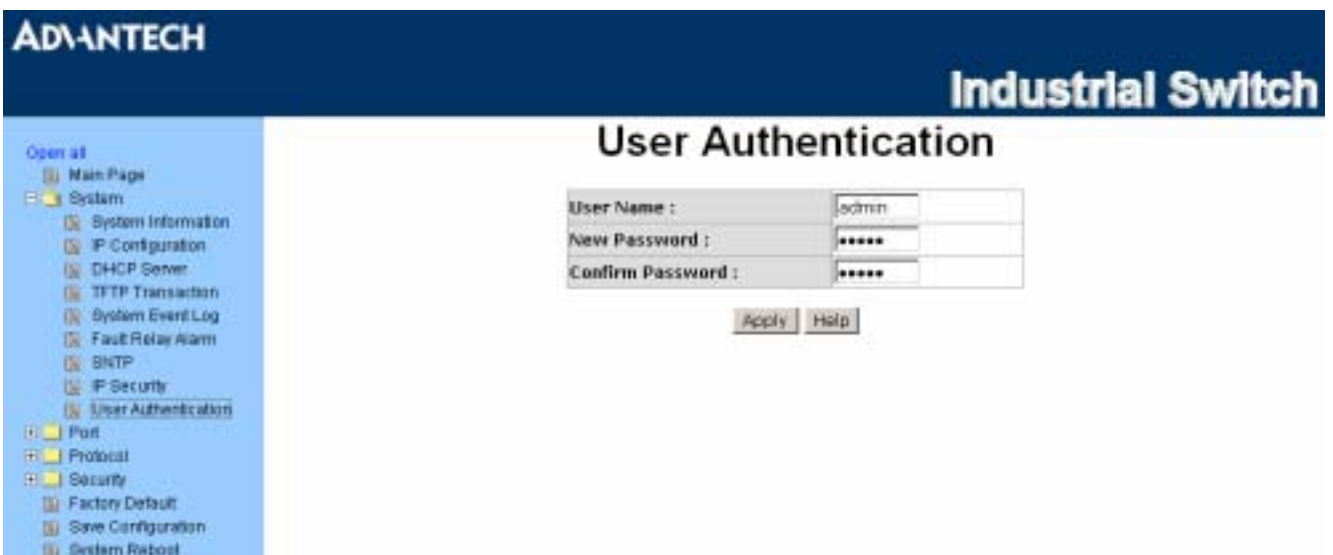 ADVANTECH
Industrial Switch
Open all
Main Page
System
System Information
IP Configuration
DHCP Server
TFTP Transaction
System Event Log
Fault Relay Alarm
SNTP
IP Security
User Authentication
Port
Protocol
Security
Factory Default
Save Configuration
System Reboot
User Authentication
User Name : admin
New Password : •••••
Confirm Password : •••••
Apply Help